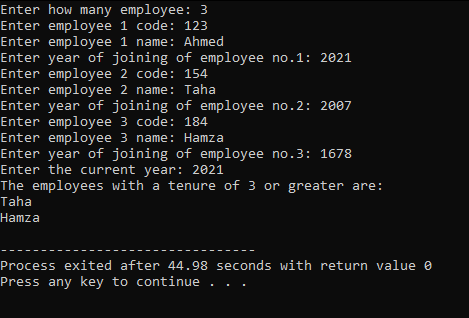 Enter how many employee: 3
Enter employee 1 code: 123
Enter employee 1 name: Ahmed
Enter year of joining of employee no.1: 2021
Enter employee 2 code: 154
Enter employee 2 name: Taha
Enter year of joining of employee no.2: 2007
Enter employee 3 code: 184
Enter employee 3 name: Hamza
Enter year of joining of employee no.3: 1678
Enter the current year: 2021
The employees with a tenure of 3 or greater are:
Taha
Hamza
--------------------------------
Process exited after 44.98 seconds with return value 0
Press any key to continue . . .